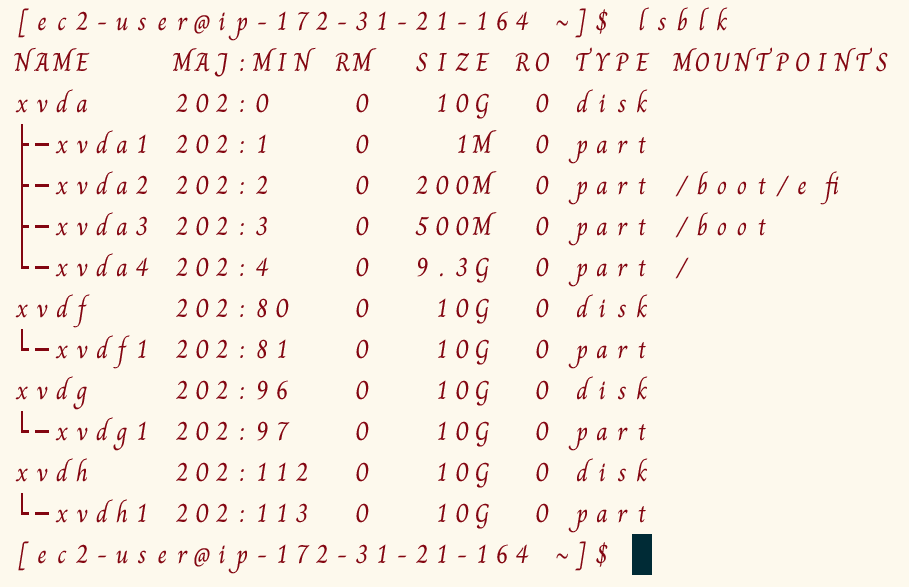 [ec2-user@ip-172-31-21-164 ~]$ lsblk
NAME    MAJ:MIN RM  SIZE RO TYPE MOUNTPOINTS
xvda    202:0    0   10G  0 disk
├─xvda1 202:1    0    1M  0 part
├─xvda2 202:2    0  200M  0 part /boot/efi
├─xvda3 202:3    0  500M  0 part /boot
└─xvda4 202:4    0  9.3G  0 part /
xvdf    202:80   0   10G  0 disk
└─xvdf1 202:81   0   10G  0 part
xvdg    202:96   0   10G  0 disk
└─xvdg1 202:97   0   10G  0 part
xvdh    202:112  0   10G  0 disk
└─xvdh1 202:113  0   10G  0 part
[ec2-user@ip-172-31-21-164 ~]$